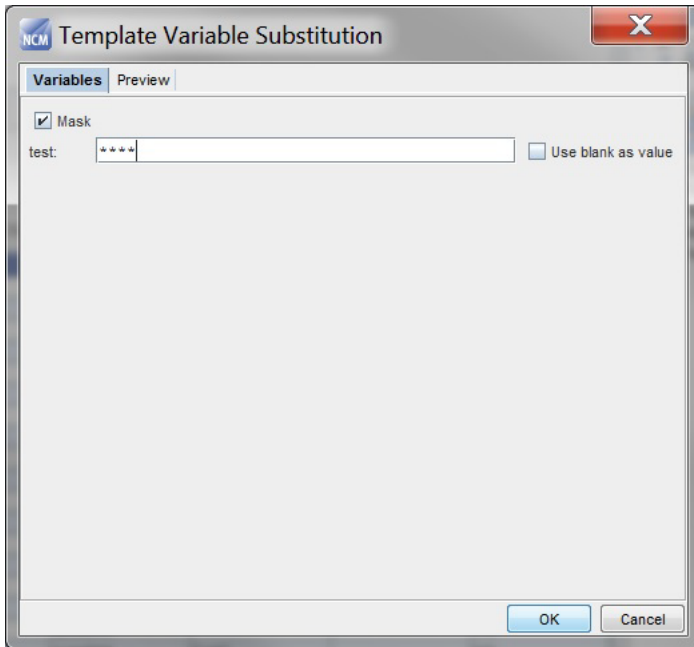 NCM Template Variable Substitution
Variables Preview
Mask
test: **** Use blank as value
OK Cancel